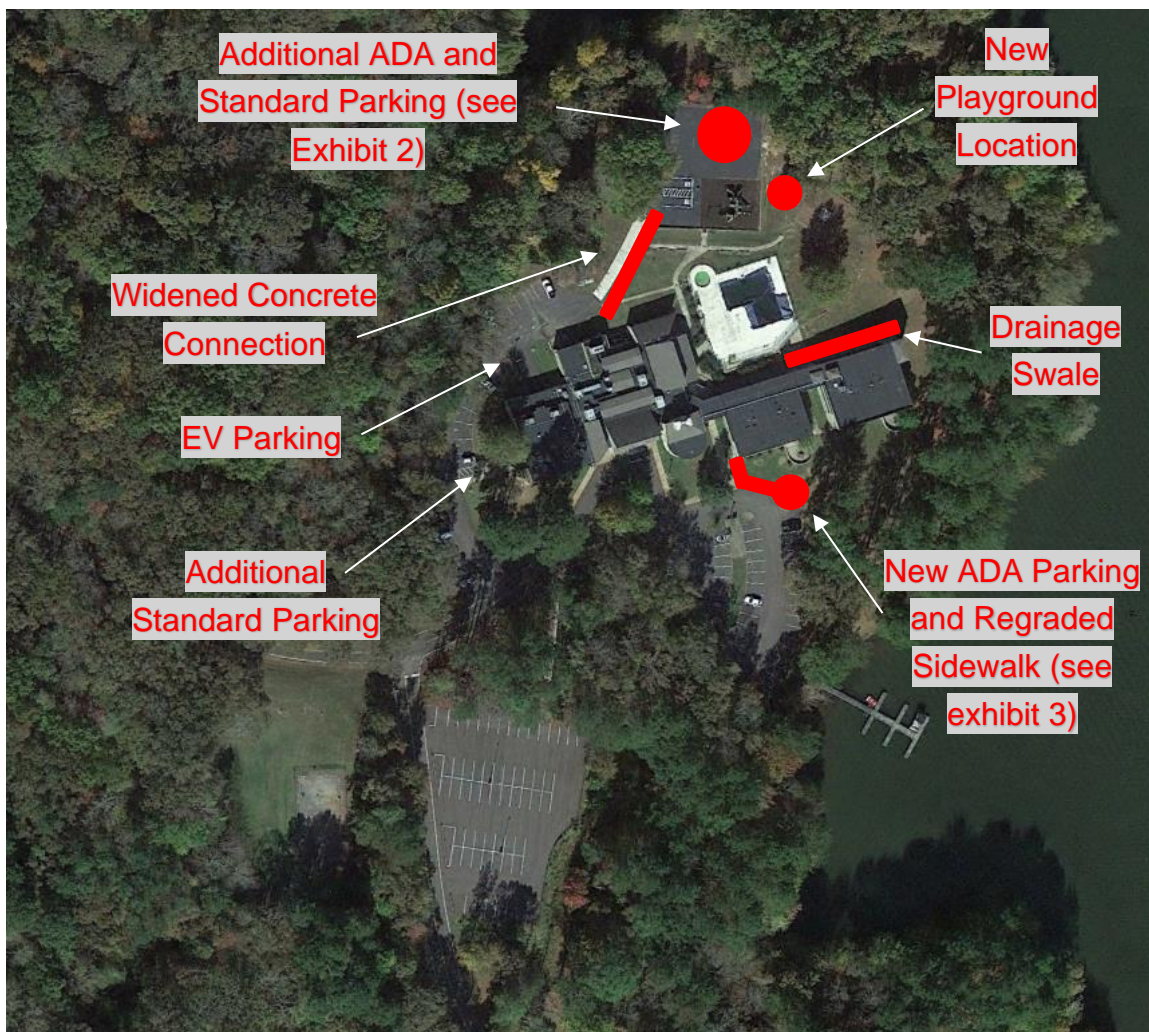 Additional ADA and
Standard Parking (see
Exhibit 2)
New
Playground
Location
Widened Concrete
Connection
Drainage
Swale
EV Parking
Additional
Standard Parking
New ADA Parking
and Regraded
Sidewalk (see
exhibit 3)